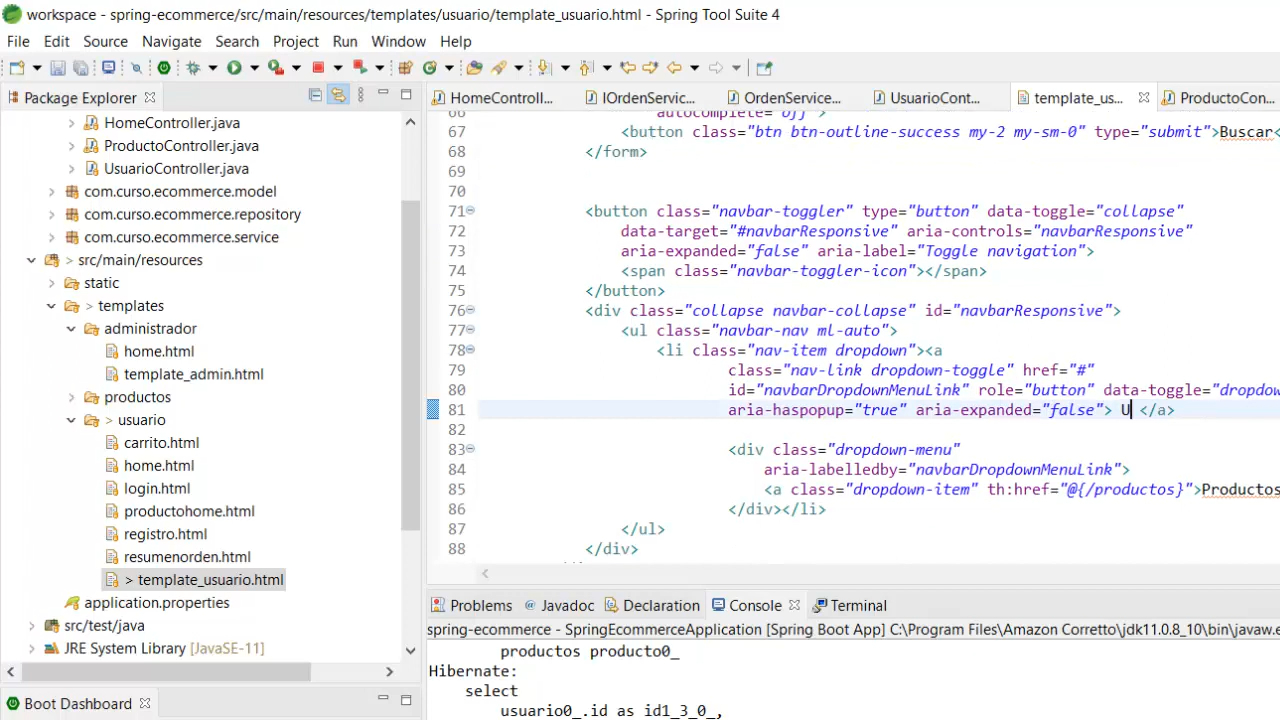 workspace - spring-ecommerce/src/main/resources/templates/usuario/template_usuario.html - Spring Tool Suite 4
File Edit Source Navigate Search Project Run Window Help
Package Explorer
HomeController.java
ProductoController.java
UsuarioController.java
com.curso.ecommerce.model
com.curso.ecommerce.repository
com.curso.ecommerce.service
> src/main/resources
static
> templates
administrador
home.html
template_admin.html
productos
> usuario
carrito.html
home.html
login.html
productohome.html
registro.html
resumenorden.html
> template_usuario.html
application.properties
src/test/java
JRE System Library [JavaSE-11]
Boot Dashboard
HomeControll... IOrdenServic... OrdenService... UsuarioCont... template_us... ProductoCon...
66 autocomplete="off">
67 <button class="btn btn-outline-success my-2 my-sm-0" type="submit">Buscar<
68 </form>
69
70
71 <button class="navbar-toggler" type="button" data-toggle="collapse"
72 data-target="#navbarResponsive" aria-controls="navbarResponsive"
73 aria-expanded="false" aria-label="Toggle navigation">
74 <span class="navbar-toggler-icon"></span>
75 </button>
76 <div class="collapse navbar-collapse" id="navbarResponsive">
77 <ul class="navbar-nav ml-auto">
78 <li class="nav-item dropdown"><a
79 class="nav-link dropdown-toggle" href="#"
80 id="navbarDropdownMenuLink" role="button" data-toggle="dropdow
81 aria-haspopup="true" aria-expanded="false"> U </a>
82
83 <div class="dropdown-menu"
84 aria-labelledby="navbarDropdownMenuLink">
85 <a class="dropdown-item" th:href="@{/productos}">Productos
86 </div></li>
87 </ul>
88 </div>
Problems Javadoc Declaration Console Terminal
spring-ecommerce - SpringEcommerceApplication [Spring Boot App] C:\Program Files\Amazon Corretto\jdk11.0.8_10\bin\javaw.e
productos producto0_
Hibernate:
select
usuario0_.id as id1_3_0_,